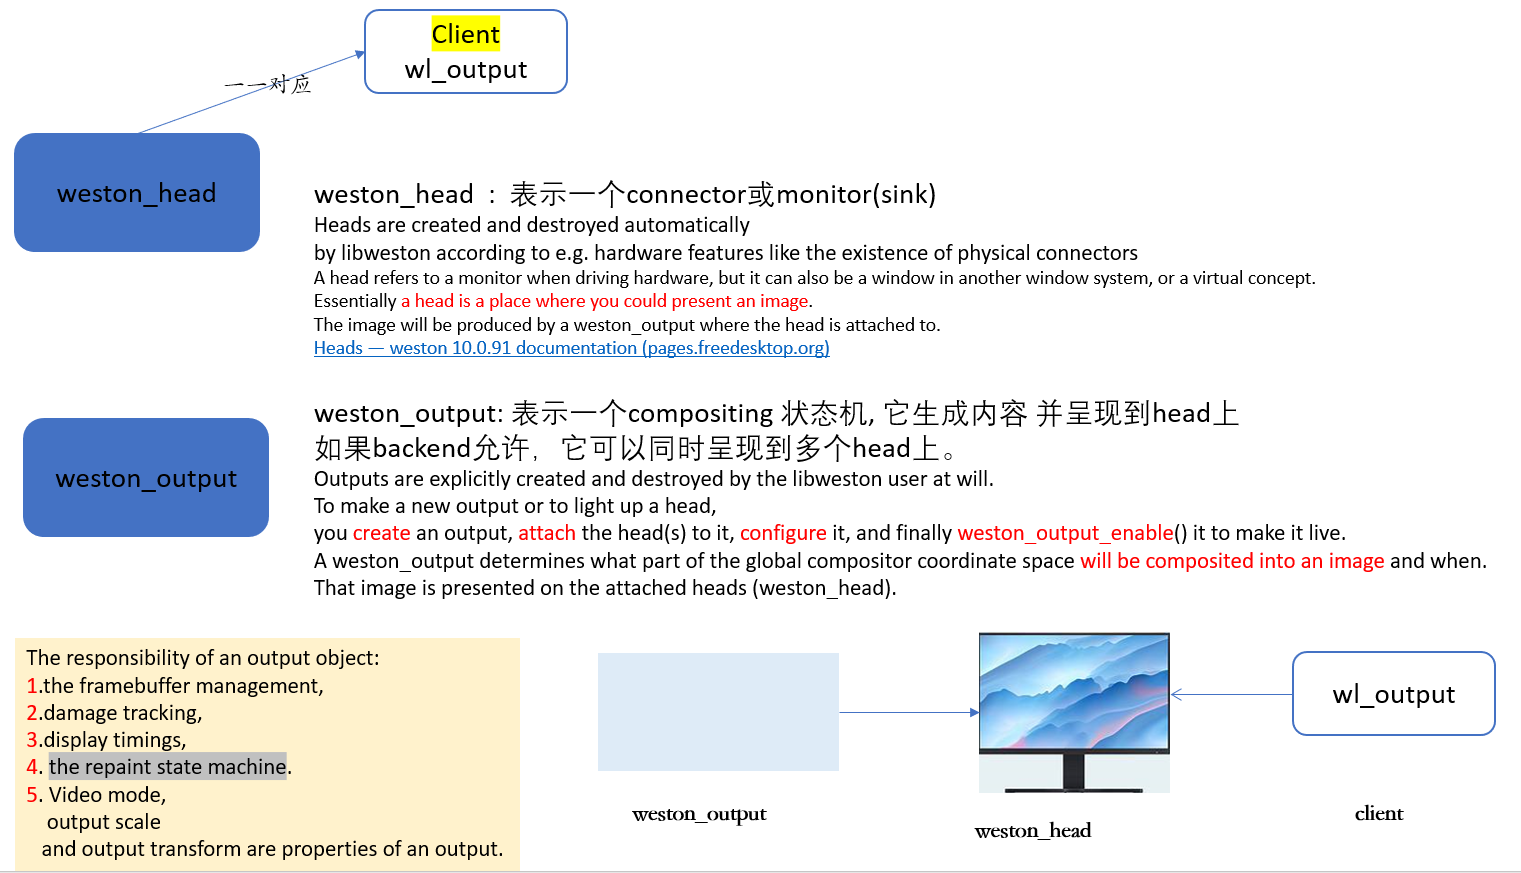 Client
wl_output
一一对应
weston_head
weston_head : 表示一个connector或monitor(sink)
Heads are created and destroyed automatically
by libweston according to e.g. hardware features like the existence of physical connectors
A head refers to a monitor when driving hardware, but it can also be a window in another window system, or a virtual concept.
Essentially a head is a place where you could present an image.
The image will be produced by a weston_output where the head is attached to.
Heads — weston 10.0.91 documentation (pages.freedesktop.org)
weston_output
weston_output: 表示一个compositing 状态机, 它生成内容 并呈现到head上
如果backend允许，它可以同时呈现到多个head上。
Outputs are explicitly created and destroyed by the libweston user at will.
To make a new output or to light up a head,
you create an output, attach the head(s) to it, configure it, and finally weston_output_enable() it to make it live.
A weston_output determines what part of the global compositor coordinate space will be composited into an image and when.
That image is presented on the attached heads (weston_head).
The responsibility of an output object:
1.the framebuffer management,
2.damage tracking,
3.display timings,
4. the repaint state machine.
5. Video mode,
output scale
and output transform are properties of an output.
wl_output
weston_output
weston_head
client